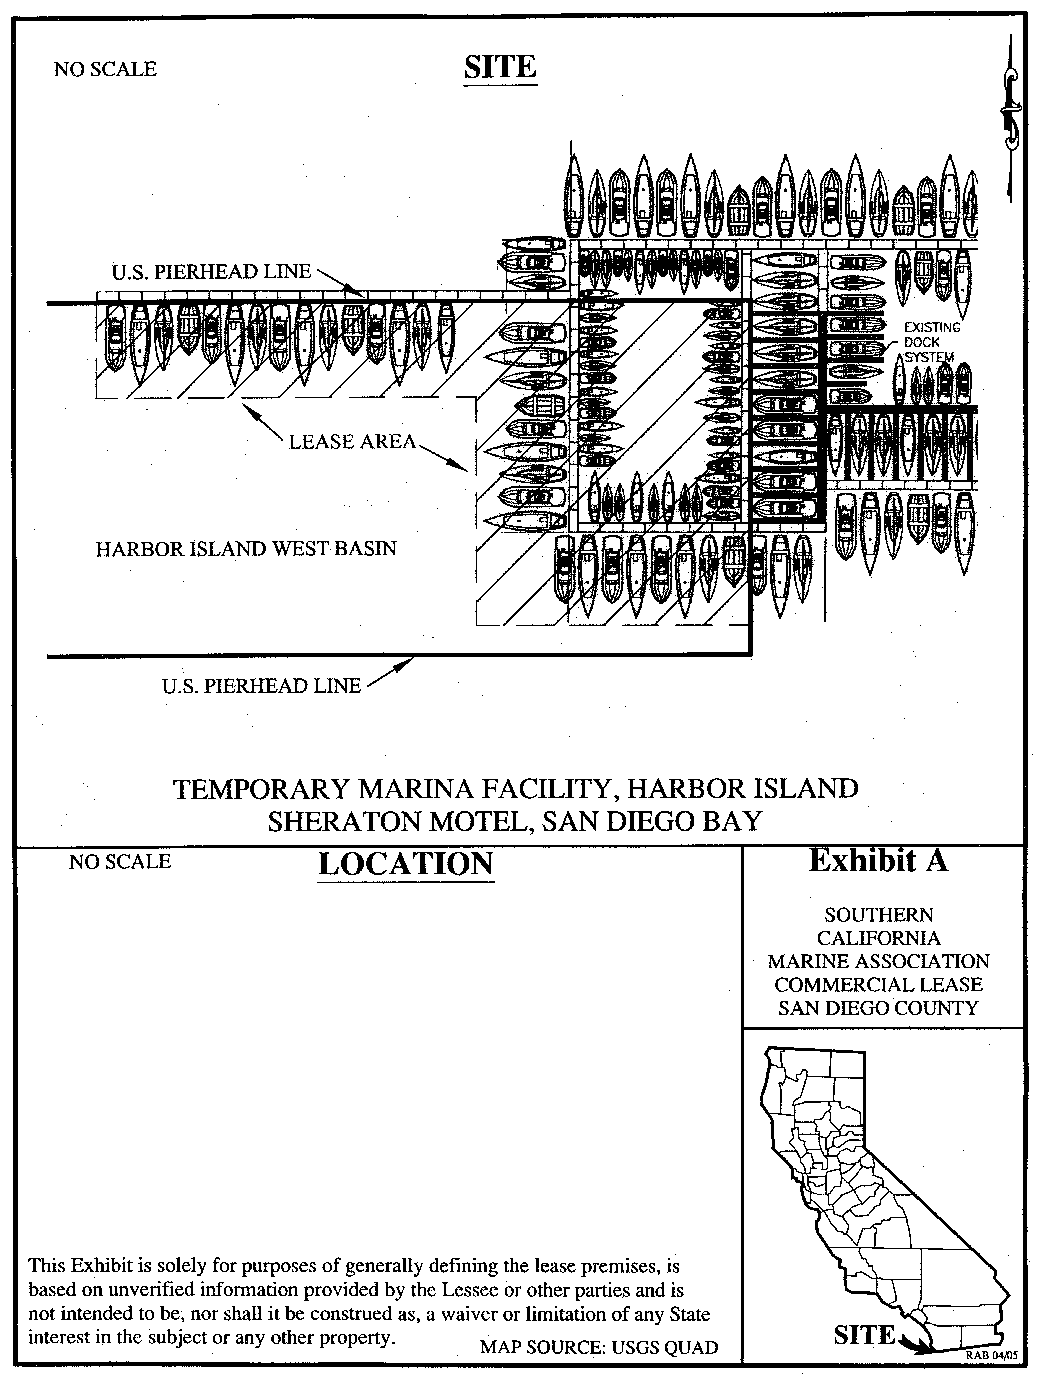 NO SCALE
SITE
U.S. PIERHEAD LINE
EXISTING
DOCK
SYSTEM
LEASE AREA
HARBOR ISLAND WEST BASIN
U.S. PIERHEAD LINE
TEMPORARY MARINA FACILITY, HARBOR ISLAND
SHERATON MOTEL, SAN DIEGO BAY
NO SCALE
LOCATION
Exhibit A
SOUTHERN
CALIFORNIA
MARINE ASSOCIATION
COMMERCIAL LEASE
SAN DIEGO COUNTY
This Exhibit is solely for purposes of generally defining the lease premises, is
based on unverified information provided by the Lessee or other parties and is
not intended to be, nor shall it be construed as, a waiver or limitation of any State
interest in the subject or any other property.
MAP SOURCE: USGS QUAD
SITE
RAB 04/05